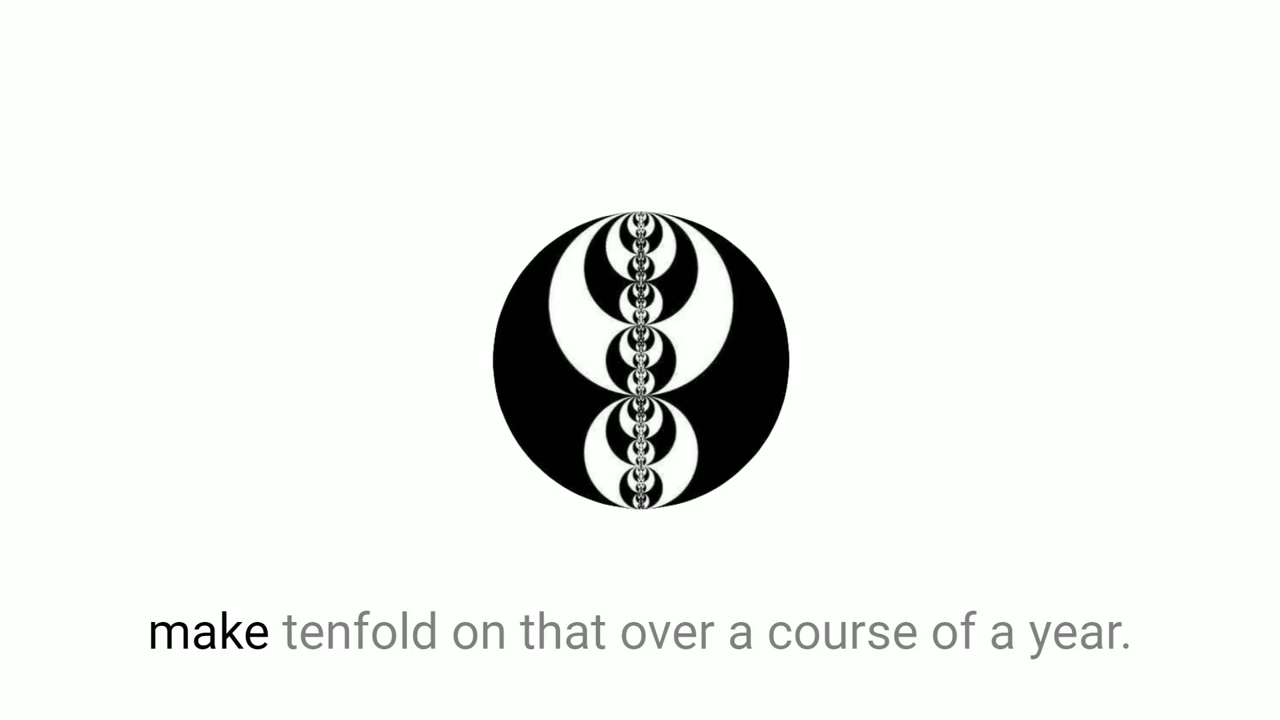 make tenfold on that over a course of a year.